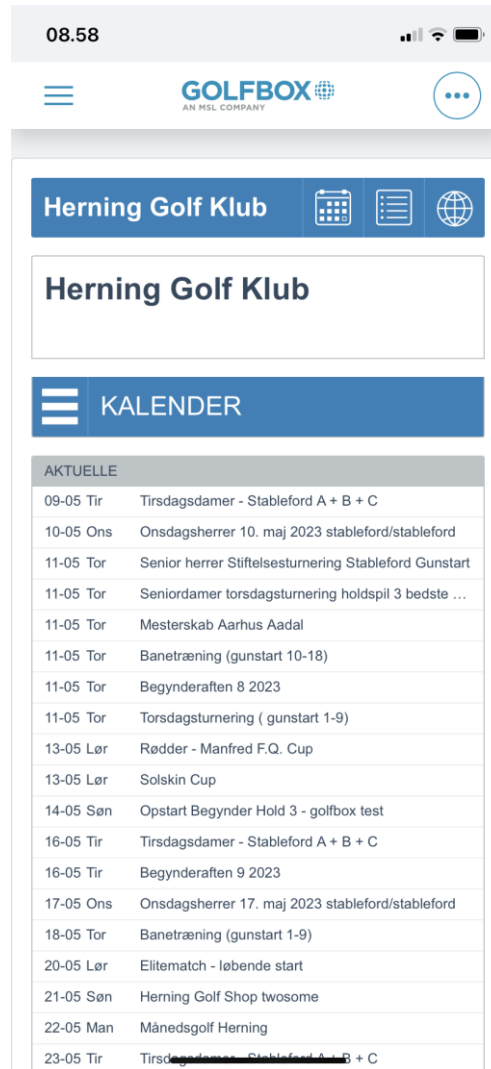 08.58
GOLFBOX
AN MSL COMPANY
Herning Golf Klub
Herning Golf Klub
KALENDER
AKTUELLE
09-05 Tir Tirsdagsdamer - Stableford A + B + C
10-05 Ons Onsdagsherrer 10. maj 2023 stableford/stableford
11-05 Tor Senior herrer Stiftelsesturnering Stableford Gunstart
11-05 Tor Seniordamer torsdagsturnering holdspil 3 bedste ...
11-05 Tor Mesterskab Aarhus Aadal
11-05 Tor Banetræning (gunstart 10-18)
11-05 Tor Begynderaften 8 2023
11-05 Tor Torsdagsturnering ( gunstart 1-9)
13-05 Lør Rødder - Manfred F.Q. Cup
13-05 Lør Solskin Cup
14-05 Søn Opstart Begynder Hold 3 - golfbox test
16-05 Tir Tirsdagsdamer - Stableford A + B + C
16-05 Tir Begynderaften 9 2023
17-05 Ons Onsdagsherrer 17. maj 2023 stableford/stableford
18-05 Tor Banetræning (gunstart 1-9)
20-05 Lør Elitematch - løbende start
21-05 Søn Herning Golf Shop twosome
22-05 Man Månedsgolf Herning
23-05 Tir Tirsdagsdamer - Stableford A + B + C